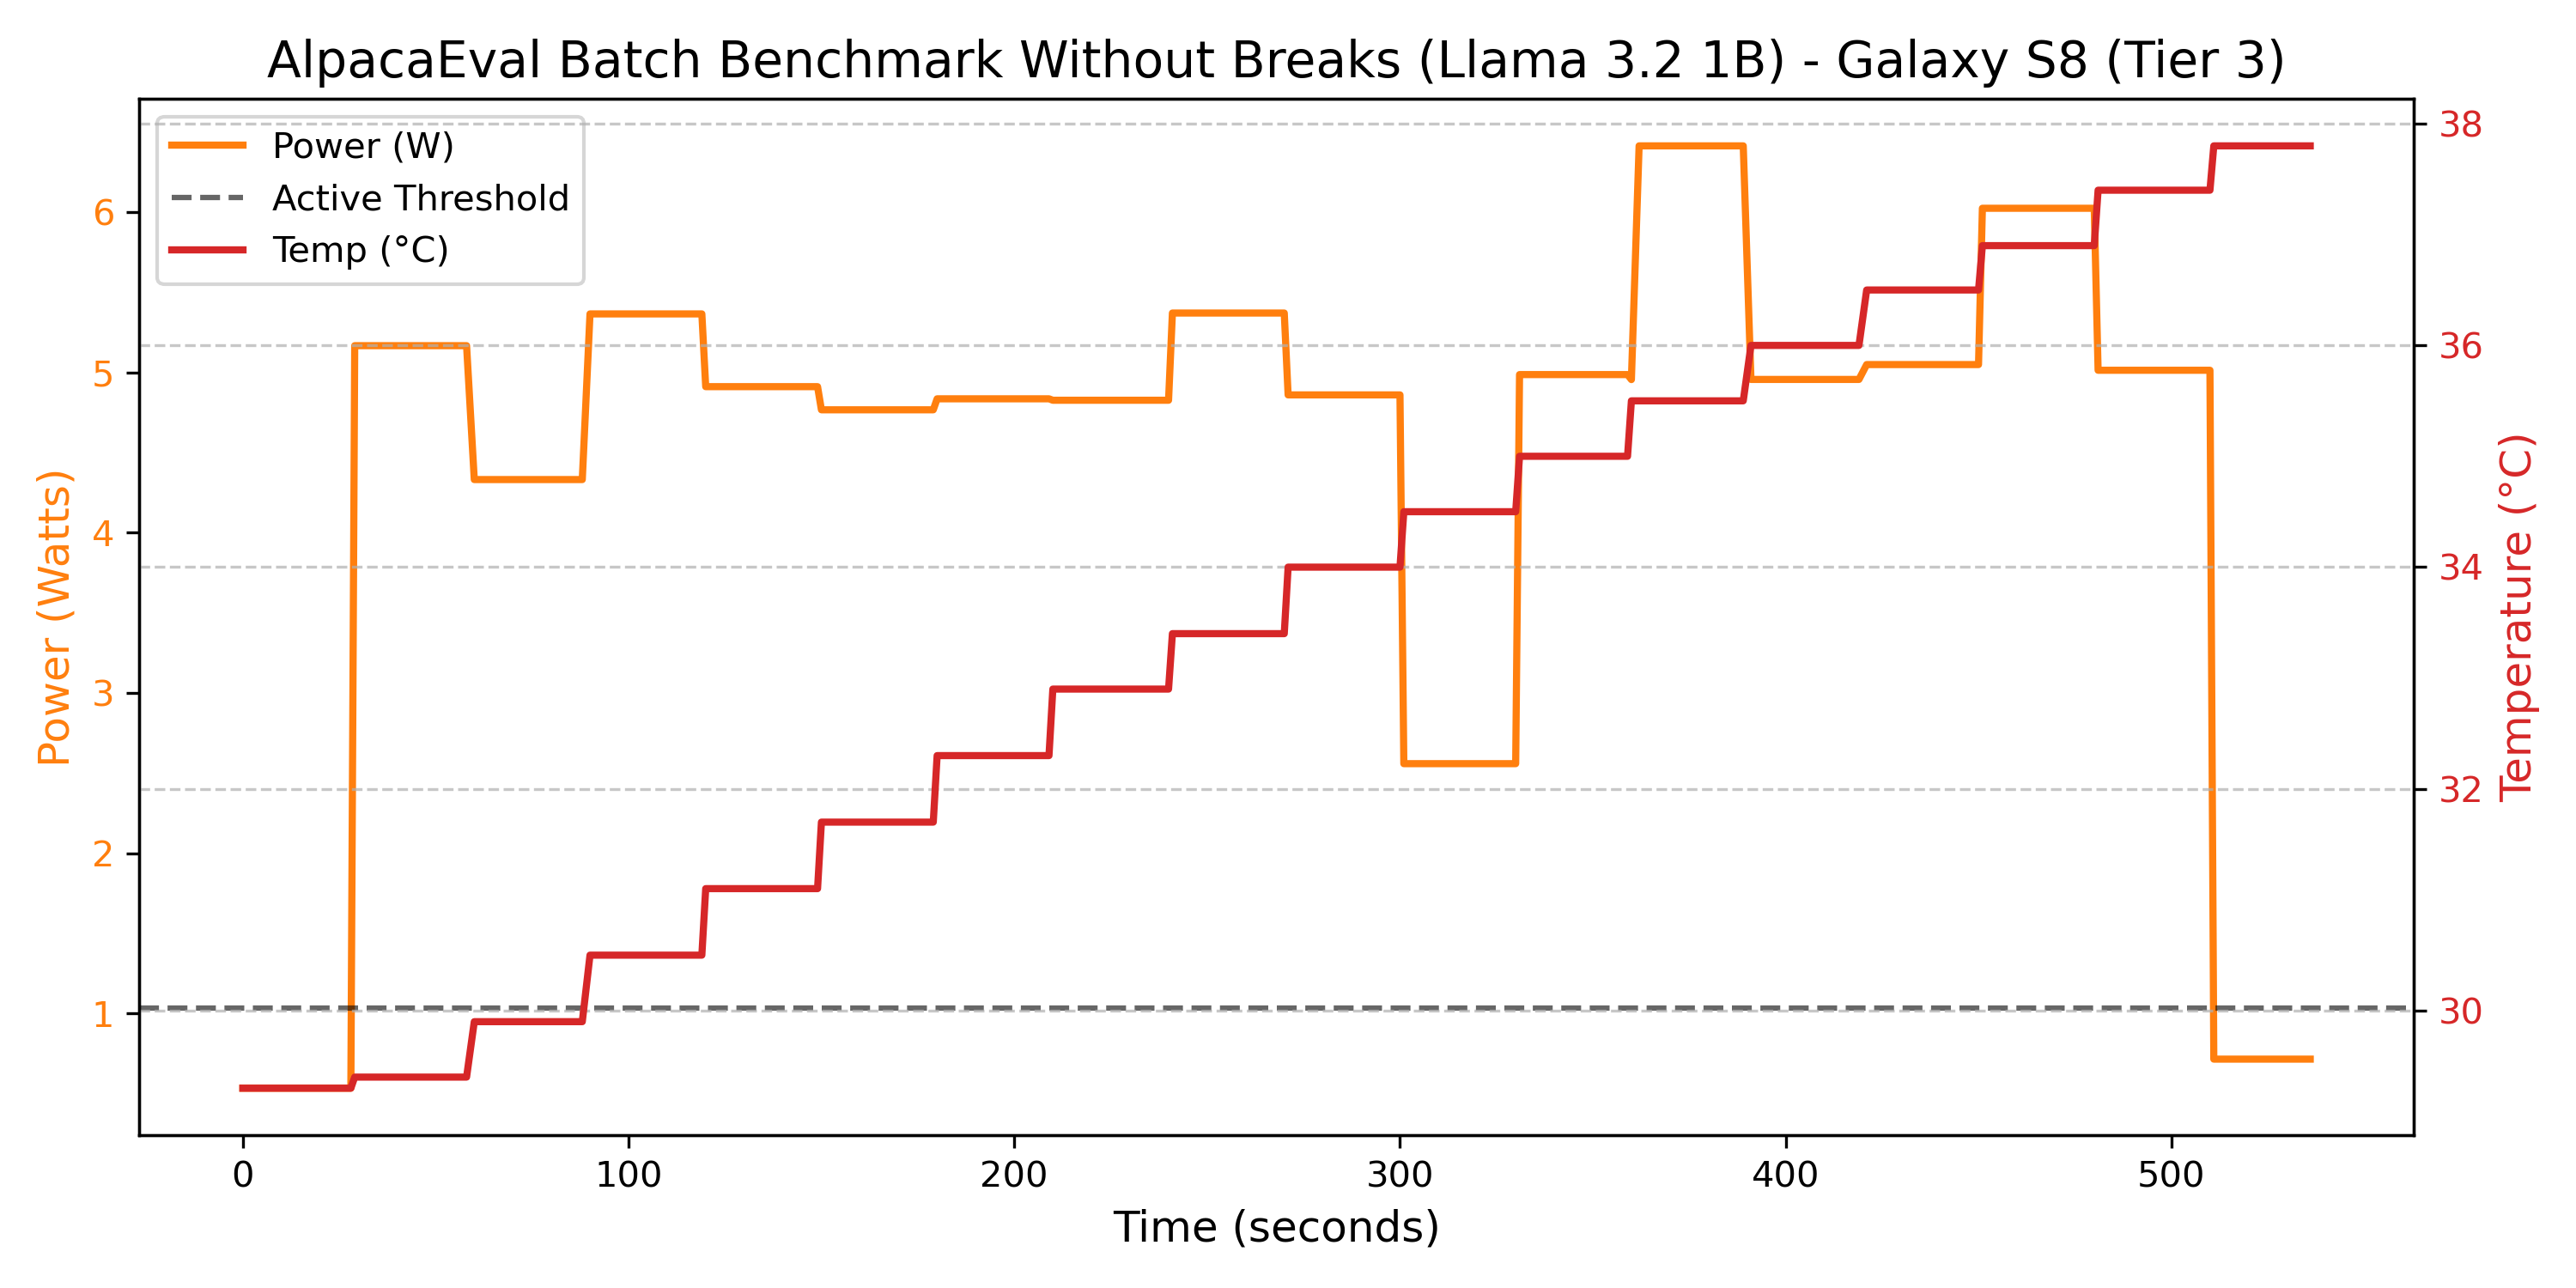 AlpacaEval Batch Benchmark Without Breaks (Llama 3.2 1B) - Galaxy S8 (Tier 3)
Power (W)
Active Threshold
Temp (°C)
Power (Watts)
6
5
4
3
2
1
38
36
34
32
30
Temperature (°C)
0 100 200 300 400 500
Time (seconds)